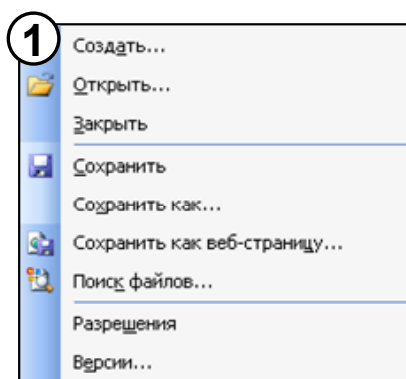 1
Создать...
Открыть...
Закрыть
Сохранить
Сохранить как...
Сохранить как веб-страницу...
Поиск файлов...
Разрешения
Версии...